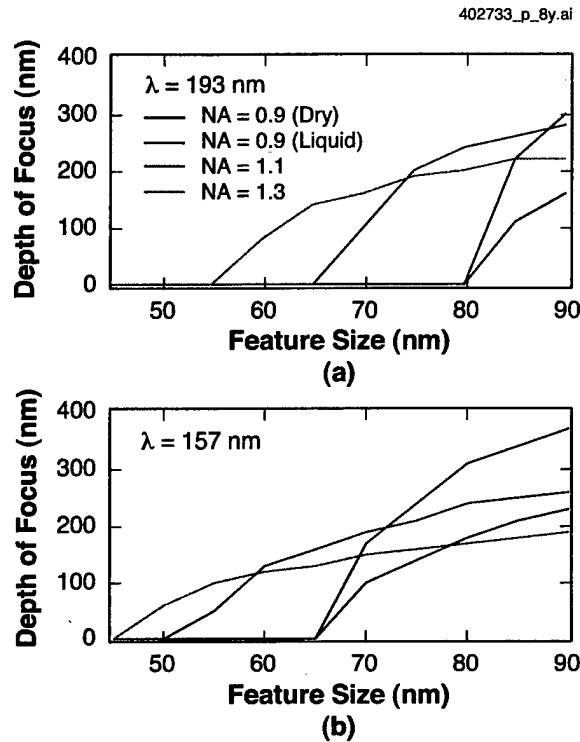 402733_p_8y.ai
400
300
200
100
0
Depth of Focus (nm)
λ = 193 nm
NA = 0.9 (Dry)
NA = 0.9 (Liquid)
NA = 1.1
NA = 1.3
50 60 70 80 90
Feature Size (nm)
(a)
400
300
200
100
0
Depth of Focus (nm)
λ = 157 nm
50 60 70 80 90
Feature Size (nm)
(b)